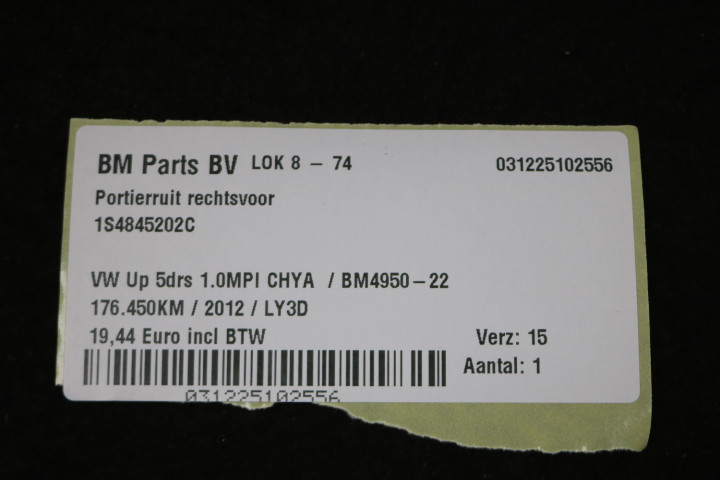 BM Parts BV LOK 8 – 74 031225102556
Portierruit rechtsvoor
1S4845202C
VW Up 5drs 1.0MPI CHYA / BM4950–22
176.450KM / 2012 / LY3D
19,44 Euro incl BTW Verz: 15
Aantal: 1
031225102556